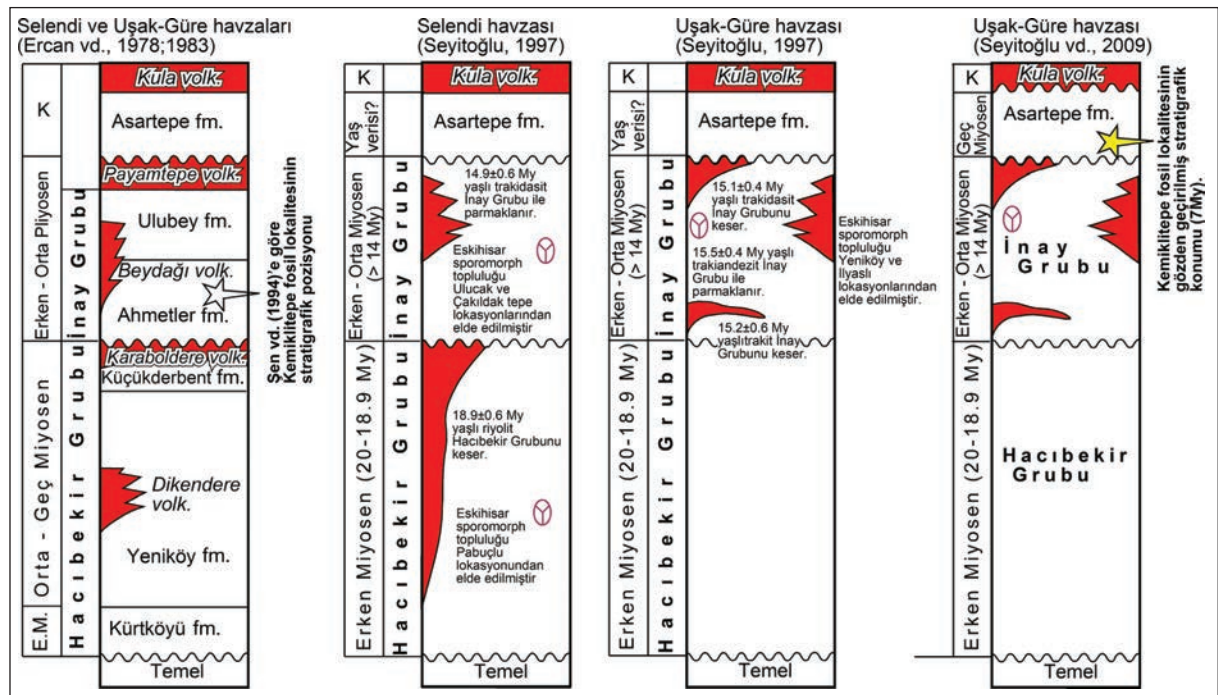 Selendi ve Uşak-Güre havzaları
(Ercan vd., 1978;1983)
K
Erken - Orta Pliyosen
Orta - Geç Miyosen
E.M.
İnay Grubu
Hacıbekir Grubu
Kula volk.
Asartepe fm.
Payamtepe volk.
Ulubey fm.
Beydağı volk.
Ahmetler fm.
Karaboldere volk.
Küçükderbent fm.
Dikendere
volk.
Yeniköy fm.
Kürtköyü fm.
Temel
Şen vd. (1994)'e göre
Kemiklitepe fosil lokalitesinin
stratigrafik pozisyonu
Selendi havzası
(Seyitoğlu, 1997)
K
Yaş
verisi?
Erken - Orta Miyosen
(> 14 My)
Erken Miyosen (20-18.9 My)
İnay Grubu
Hacıbekir Grubu
Kula volk.
Asartepe fm.
14.9±0.6 My
yaşlı trakidasit
İnay Grubu ile
parmaklanır.
Eskihisar
sporomorph
topluluğu
Ulucak ve
Çakıldak tepe
lokasyonlarından
elde edilmiştir
18.9±0.6 My
yaşlı riyolit
Hacıbekir Grubunu
keser.
Eskihisar
sporomorph
topluluğu
Pabuçlu
lokasyonundan
elde edilmiştir
Temel
Uşak-Güre havzası
(Seyitoğlu, 1997)
K
Yaş
verisi?
Erken - Orta Miyosen
(> 14 My)
Erken Miyosen (20-18.9 My)
İnay Grubu
Hacıbekir Grubu
Kula volk.
Asartepe fm.
15.1±0.4 My
yaşlı trakidasit
İnay Grubunu
keser.
15.5±0.4 My yaşlı
trakiandezit İnay
Grubu ile
parmaklanır.
15.2±0.6 My
yaşlıtrakit İnay
Grubunu keser.
Temel
Eskihisar
sporomorph
topluluğu
Yeniköy ve
İlyaslı
lokasyonlarından
elde edilmiştir.
Uşak-Güre havzası
(Seyitoğlu vd., 2009)
K
Geç
Miyosen
Erken - Orta Miyosen
(> 14 My)
Erken Miyosen (20-18.9 My)
Kula volk.
Asartepe fm.
İnay
Grubu
Hacıbekir
Grubu
Temel
Kemiklitepe fosil lokalitesinin
gözden geçirilmiş stratigrafik
konumu (7My).